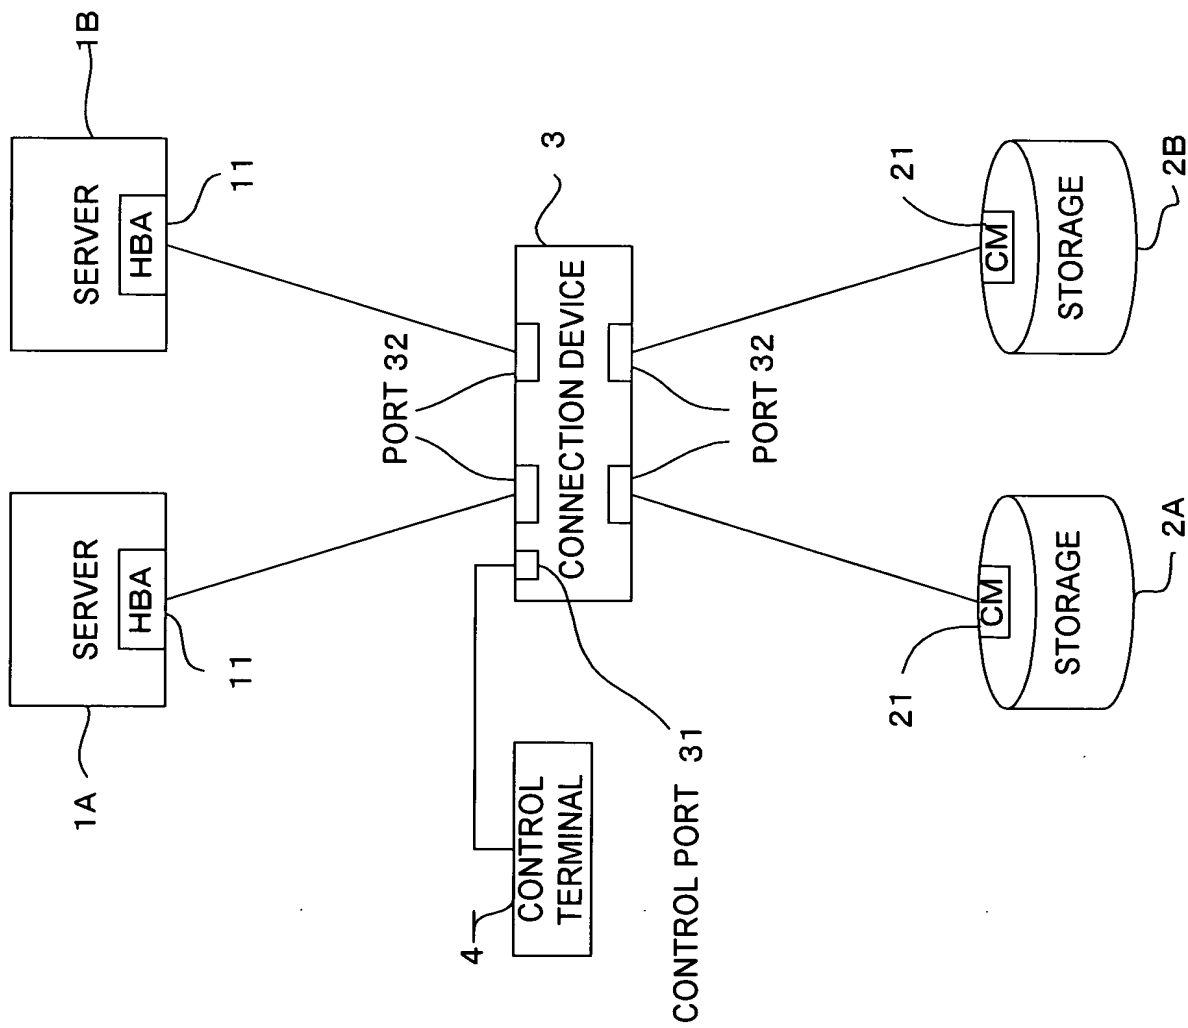 1A
SERVER
HBA
11
1B
SERVER
HBA
11
PORT 32
3
CONNECTION DEVICE
PORT 32
4
CONTROL
TERMINAL
CONTROL PORT 31
21
CM
STORAGE
2A
21
CM
STORAGE
2B